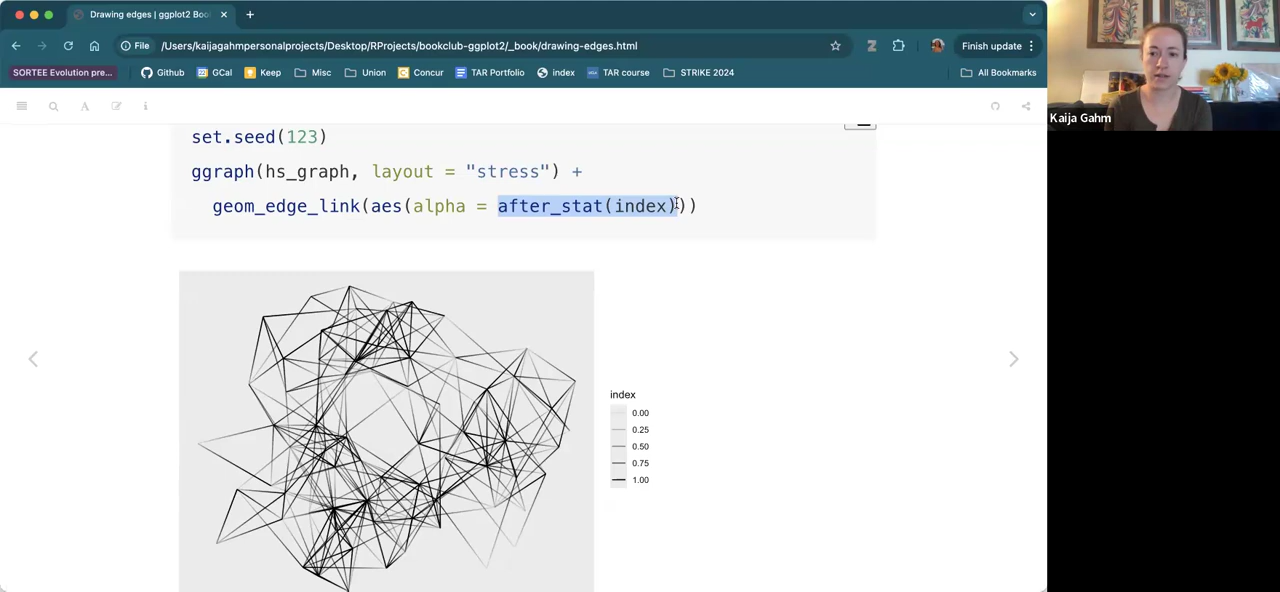 Drawing edges | ggplot2 Boo
File
/Users/kaijagahmpersonalprojects/Desktop/RProjects/bookclub-ggplot2/_book/drawing-edges.html
Finish update
SORTEE Evolution pre...
Github
GCal
Keep
Misc
Union
Concur
TAR Portfolio
index
TAR course
STRIKE 2024
All Bookmarks
Kaija Gahm
set.seed(123)
ggraph(hs_graph, layout = "stress") +
geom_edge_link(aes(alpha = after_stat(index)))
index
0.00
0.25
0.50
0.75
1.00